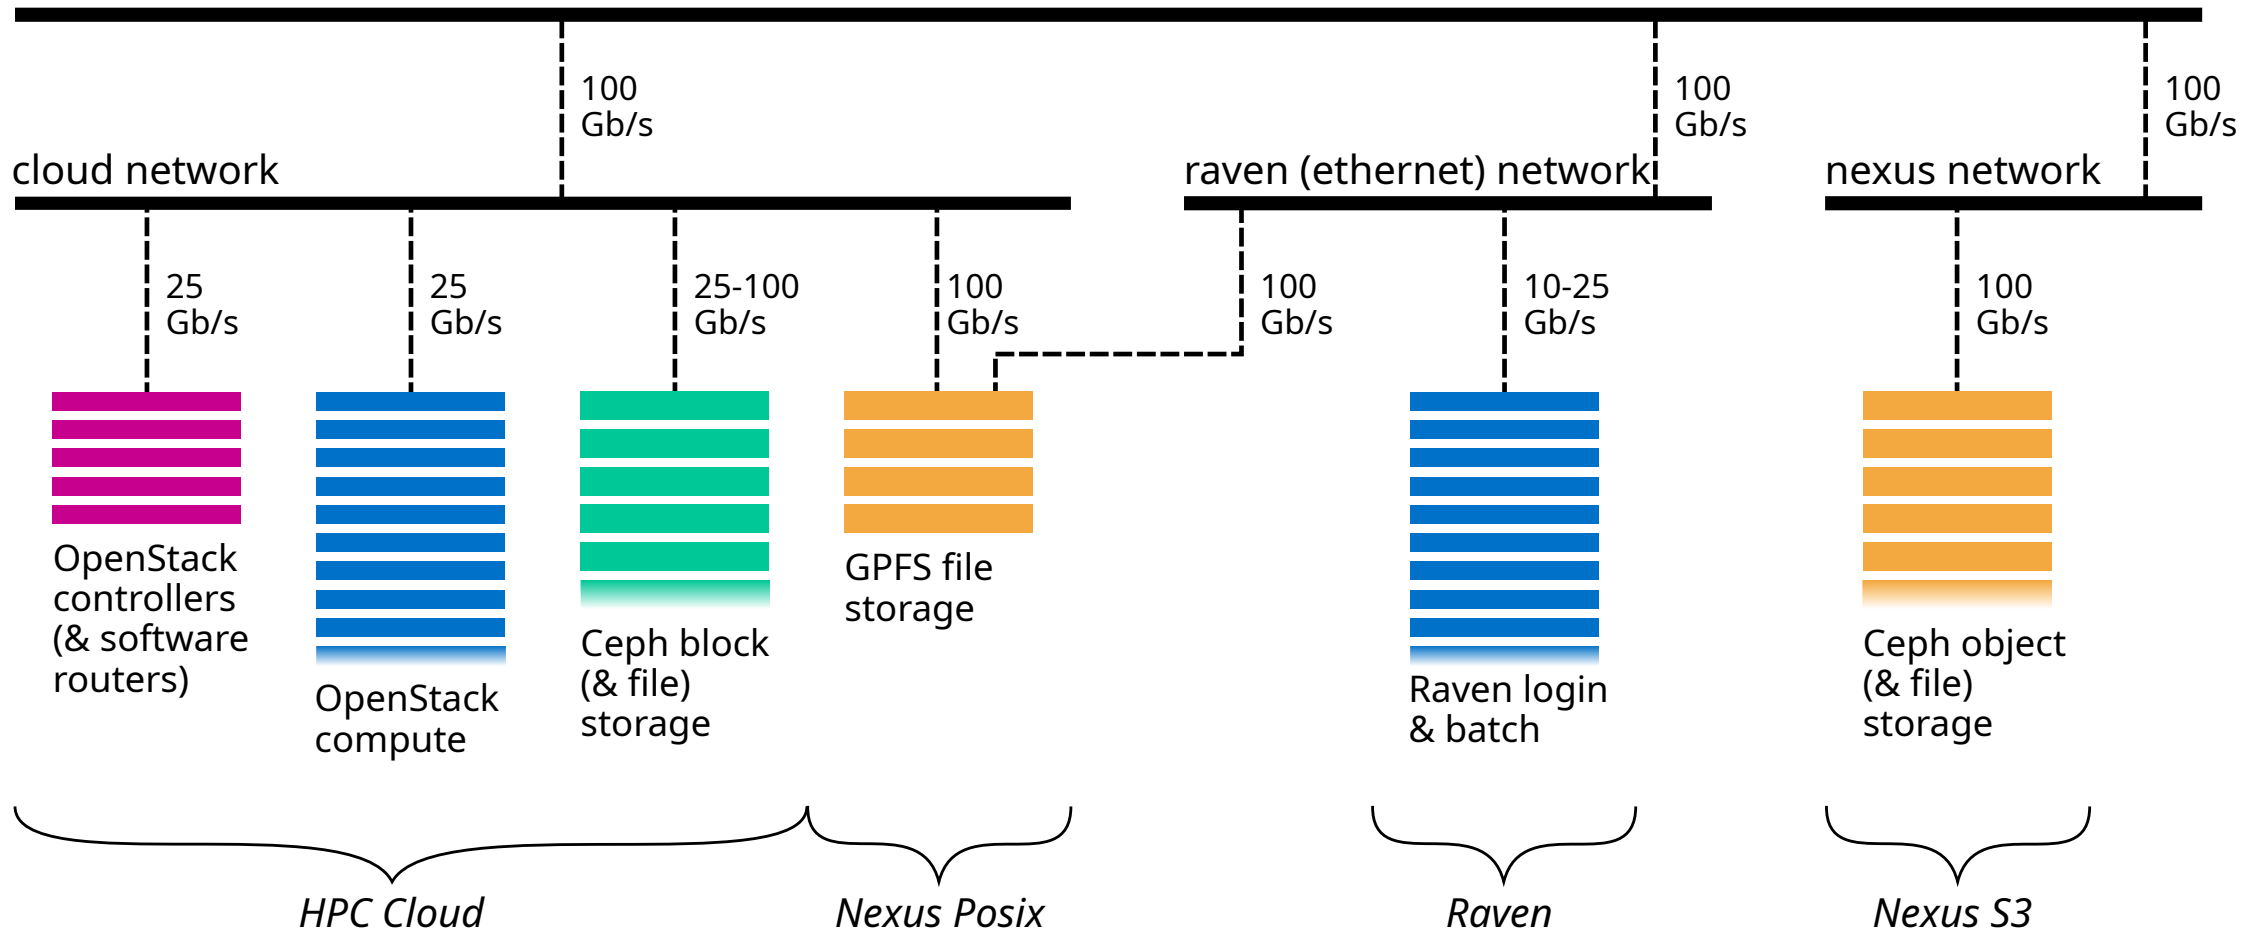 100
Gb/s
100
Gb/s
100
Gb/s
cloud network
raven (ethernet) network
nexus network
25
Gb/s
25
Gb/s
25-100
Gb/s
100
Gb/s
100
Gb/s
10-25
Gb/s
100
Gb/s
OpenStack
controllers
(& software
routers)
OpenStack
compute
Ceph block
(& file)
storage
GPFS file
storage
Raven login
& batch
Ceph object
(& file)
storage
HPC Cloud
Nexus Posix
Raven
Nexus S3